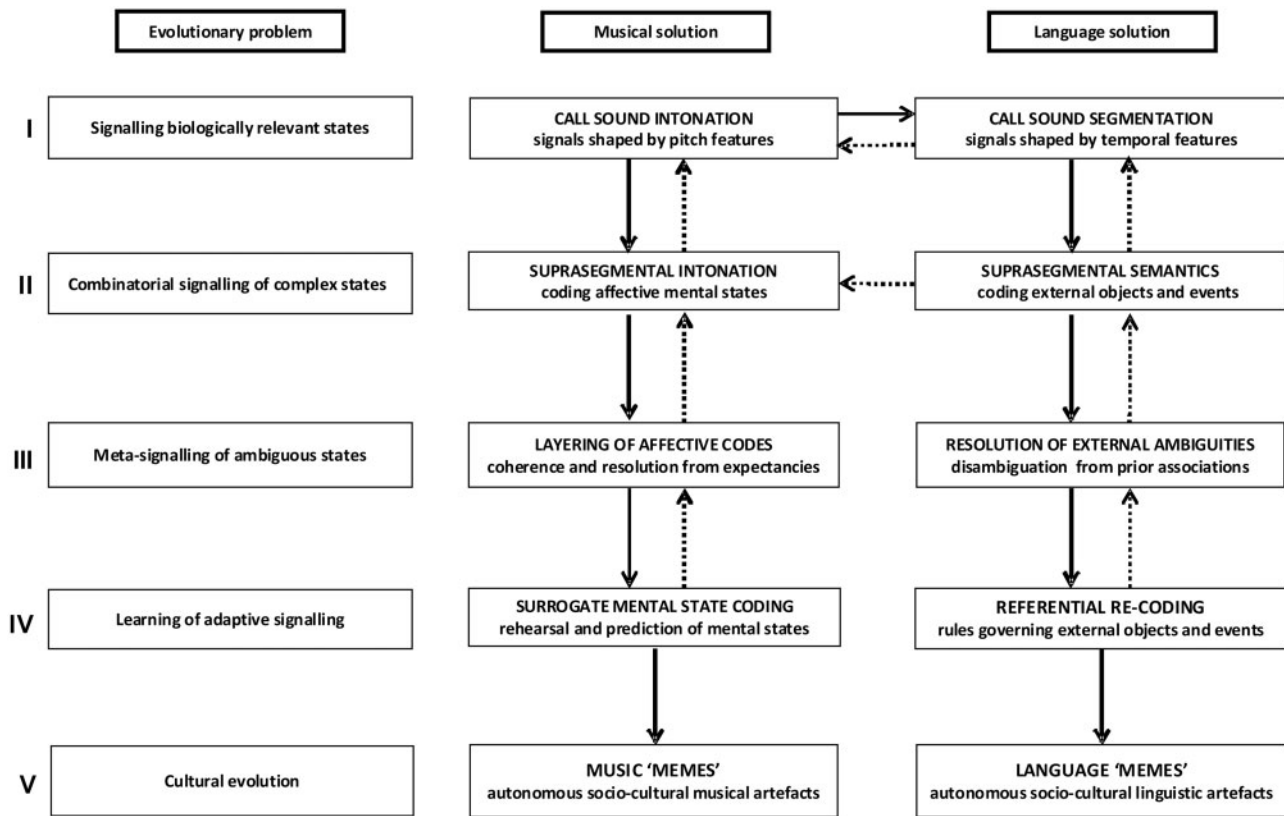 Evolutionary problem
Musical solution
Language solution
I
Signalling biologically relevant states
CALL SOUND INTONATION
signals shaped by pitch features
CALL SOUND SEGMENTATION
signals shaped by temporal features
II
Combinatorial signalling of complex states
SUPRASEGMENTAL INTONATION
coding affective mental states
SUPRASEGMENTAL SEMANTICS
coding external objects and events
III
Meta-signalling of ambiguous states
LAYERING OF AFFECTIVE CODES
coherence and resolution from expectancies
RESOLUTION OF EXTERNAL AMBIGUITIES
disambiguation from prior associations
IV
Learning of adaptive signalling
SURROGATE MENTAL STATE CODING
rehearsal and prediction of mental states
REFERENTIAL RE-CODING
rules governing external objects and events
V
Cultural evolution
MUSIC ‘MEMES’
autonomous socio-cultural musical artefacts
LANGUAGE ‘MEMES’
autonomous socio-cultural linguistic artefacts